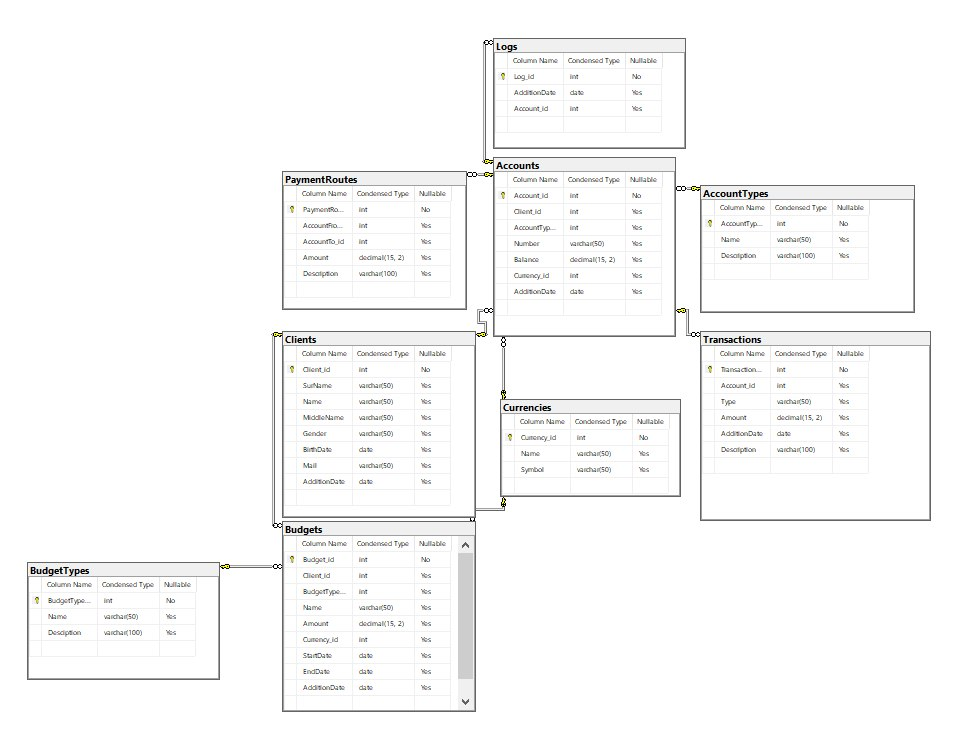 Logs
Column Name Condensed Type Nullable
Log_id int No
AdditionDate date Yes
Account_id int Yes
Accounts
Column Name Condensed Type Nullable
Account_id int No
Client_id int Yes
AccountTyp... int Yes
Number varchar(50) Yes
Balance decimal(15, 2) Yes
Currency_id int Yes
AdditionDate date Yes
PaymentRoutes
Column Name Condensed Type Nullable
PaymentRo... int No
AccountFro... int Yes
AccountTo_id int Yes
Amount decimal(15, 2) Yes
Description varchar(100) Yes
AccountTypes
Column Name Condensed Type Nullable
AccountTyp... int No
Name varchar(50) Yes
Description varchar(100) Yes
Clients
Column Name Condensed Type Nullable
Client_id int No
SurName varchar(50) Yes
Name varchar(50) Yes
MiddleName varchar(50) Yes
Gender varchar(50) Yes
BirthDate date Yes
Mail varchar(50) Yes
AdditionDate date Yes
Transactions
Column Name Condensed Type Nullable
Transaction... int No
Account_id int Yes
Type varchar(50) Yes
Amount decimal(15, 2) Yes
AdditionDate date Yes
Description varchar(100) Yes
Currencies
Column Name Condensed Type Nullable
Currency_id int No
Name varchar(50) Yes
Symbol varchar(50) Yes
Budgets
Column Name Condensed Type Nullable
Budget_id int No
Client_id int Yes
BudgetType... int Yes
Name varchar(50) Yes
Amount decimal(15, 2) Yes
Currency_id int Yes
StartDate date Yes
EndDate date Yes
AdditionDate date Yes
BudgetTypes
Column Name Condensed Type Nullable
BudgetType... int No
Name varchar(50) Yes
Desciption varchar(100) Yes